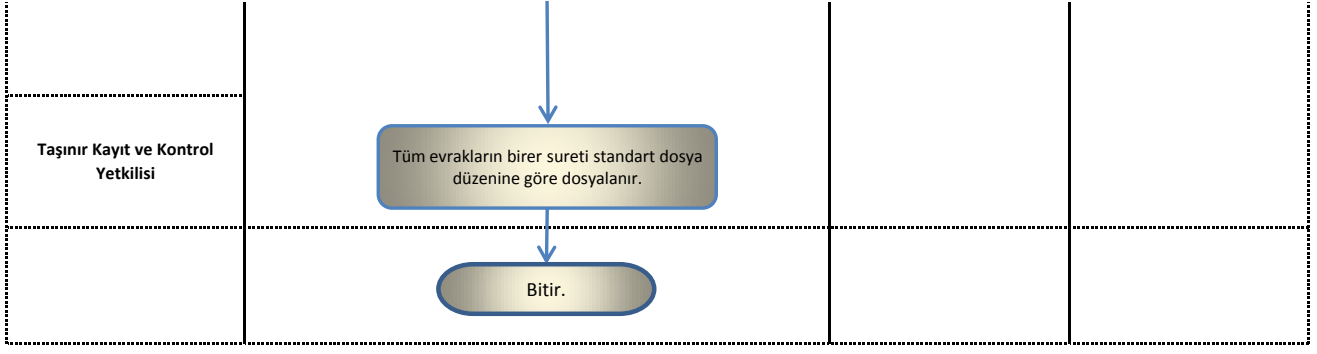 Taşınır Kayıt ve Kontrol
Yetkilisi
Tüm evrakların birer sureti standart dosya
düzenine göre dosyalanır.
Bitir.